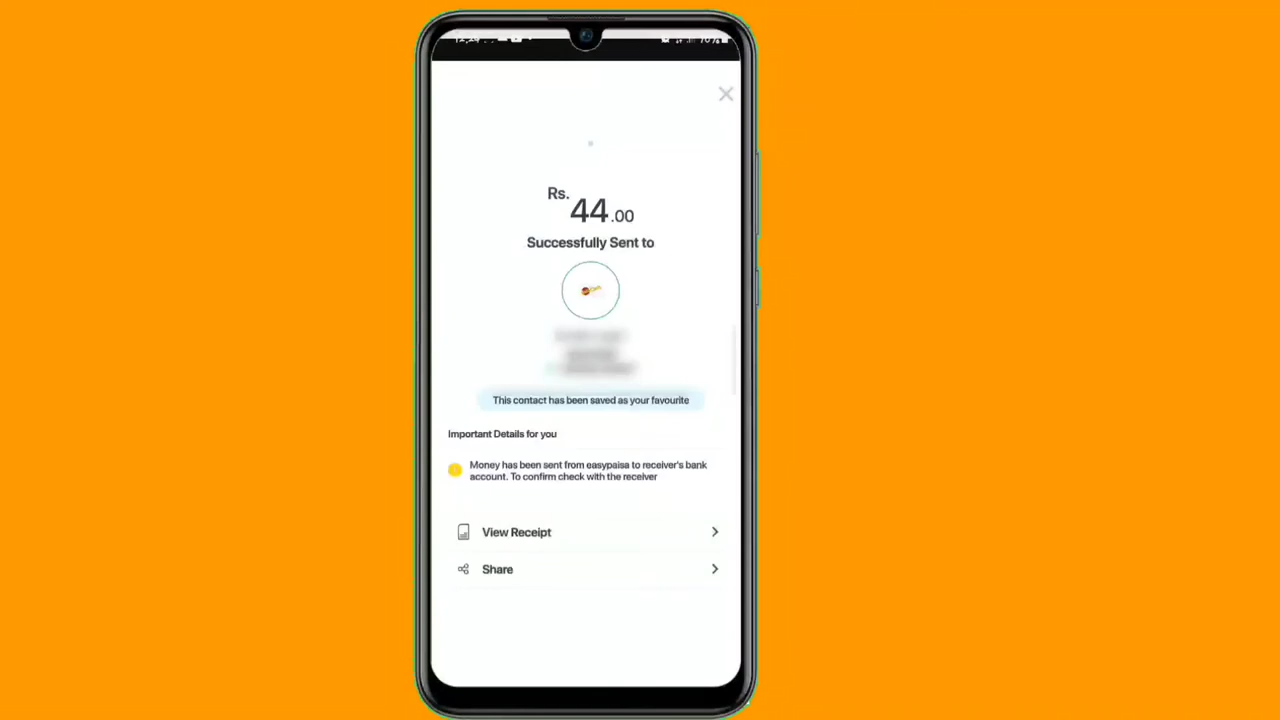 Rs.
44.00
Successfully Sent to
This contact has been saved as your favourite
Important Details for you
Money has been sent from easypaisa to receiver's bank
account. To confirm check with the receiver
View Receipt
Share